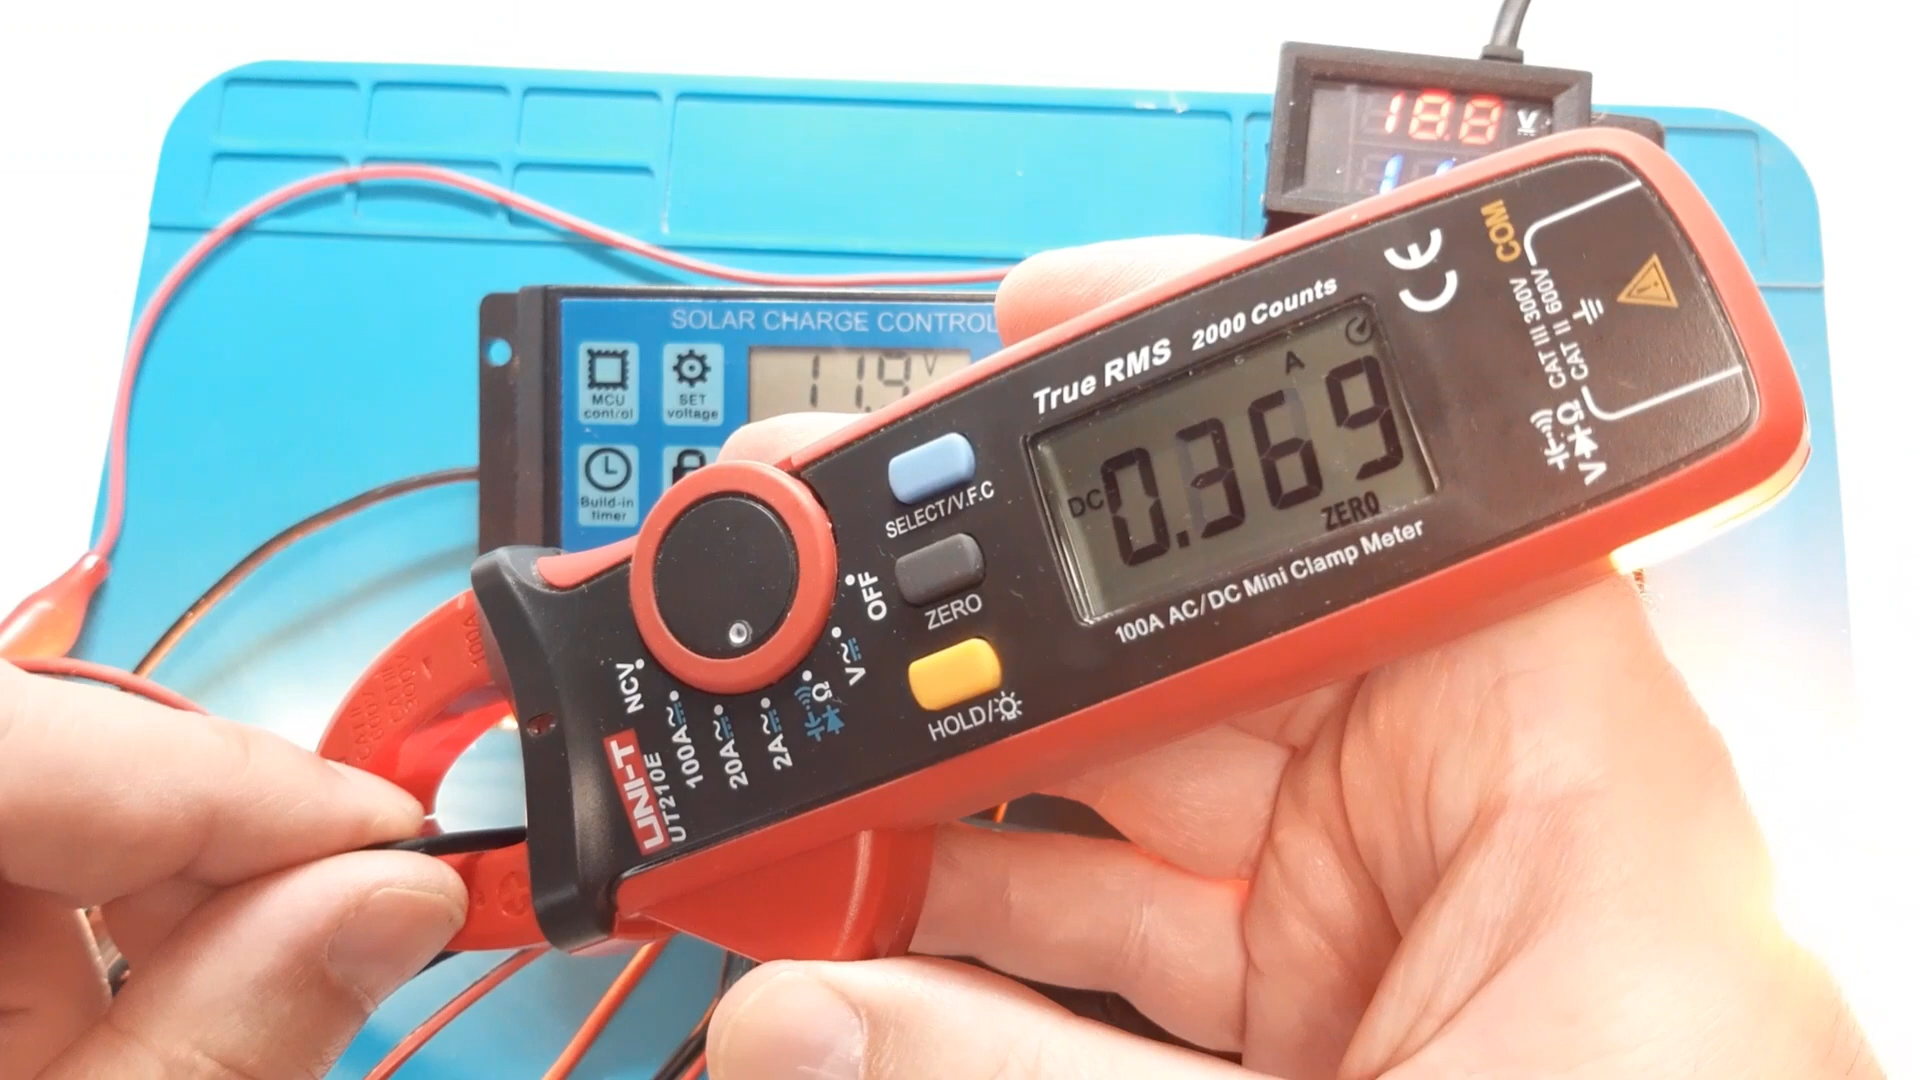 18.8 V
SOLAR CHARGE CONTROL
11.9 V
MCU
control
SET
voltage
Build-in
timer
True RMS 2000 Counts
A
DC 0.369
ZERO
100A AC/DC Mini Clamp Meter
SELECT/V.F.C
ZERO
HOLD/
OFF
V
Ω
2A
20A
100A
NCV
UNI-T
UT210E
CE
COM
CAT III 300V
CAT II 600V
VΩ
100A